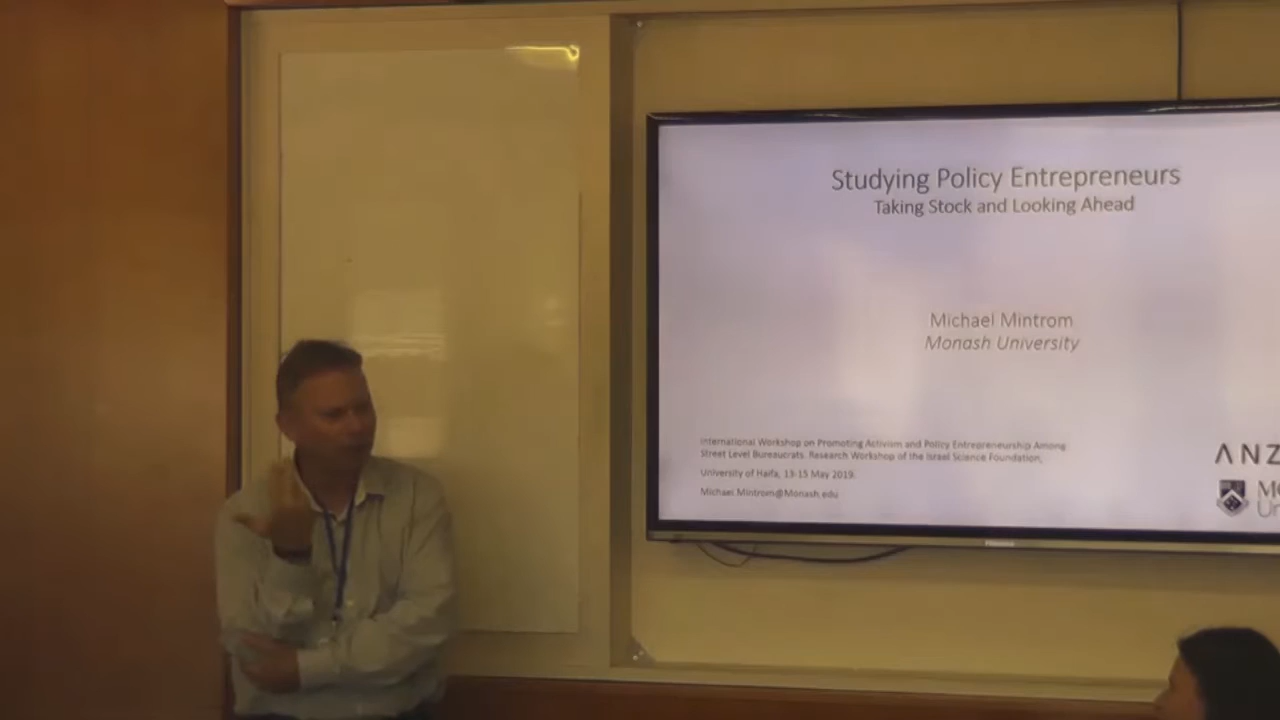 Studying Policy Entrepreneurs
Taking Stock and Looking Ahead
Michael Mintrom
Monash University
International Workshop on Promoting Activism and Policy Entrepreneurship Among
Street Level Bureaucrats. Research Workshop of the Israel Science Foundation,
University of Haifa, 13-15 May 2019.
Michael.Mintrom@Monash.edu
ANZ